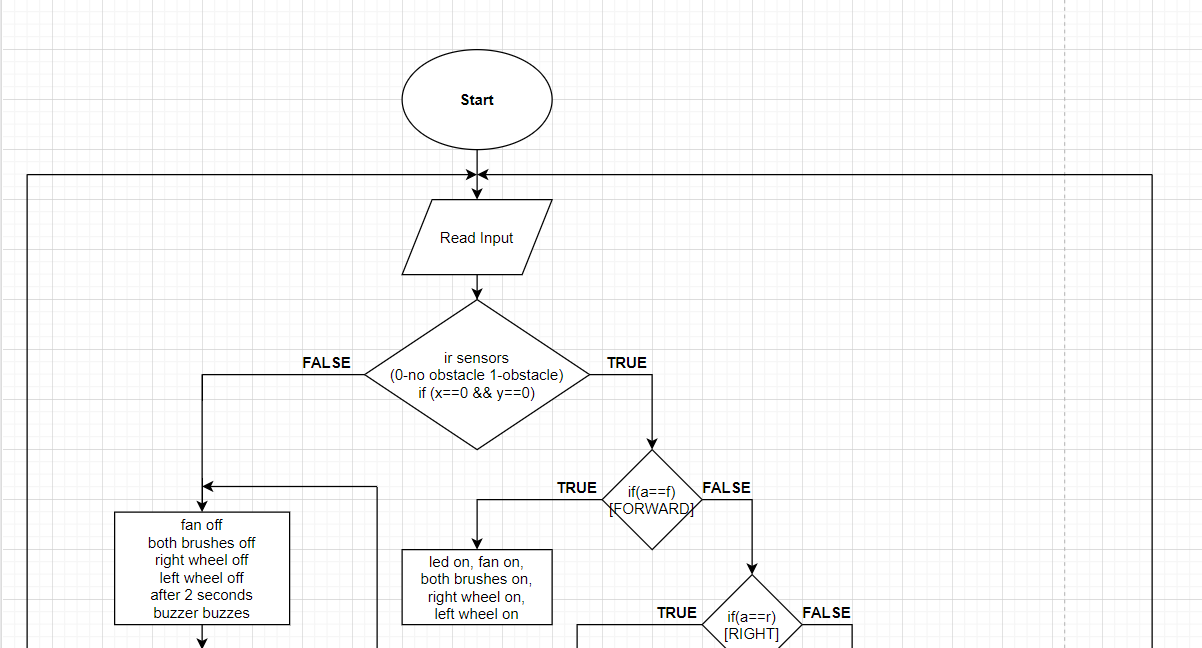 Start
Read Input
ir sensors
(0-no obstacle 1-obstacle)
if (x==0 && y==0)
FALSE
TRUE
if(a==f)
[FORWARD]
TRUE
FALSE
fan off
both brushes off
right wheel off
left wheel off
after 2 seconds
buzzer buzzes
led on, fan on,
both brushes on,
right wheel on,
left wheel on
if(a==r)
[RIGHT]
TRUE
FALSE